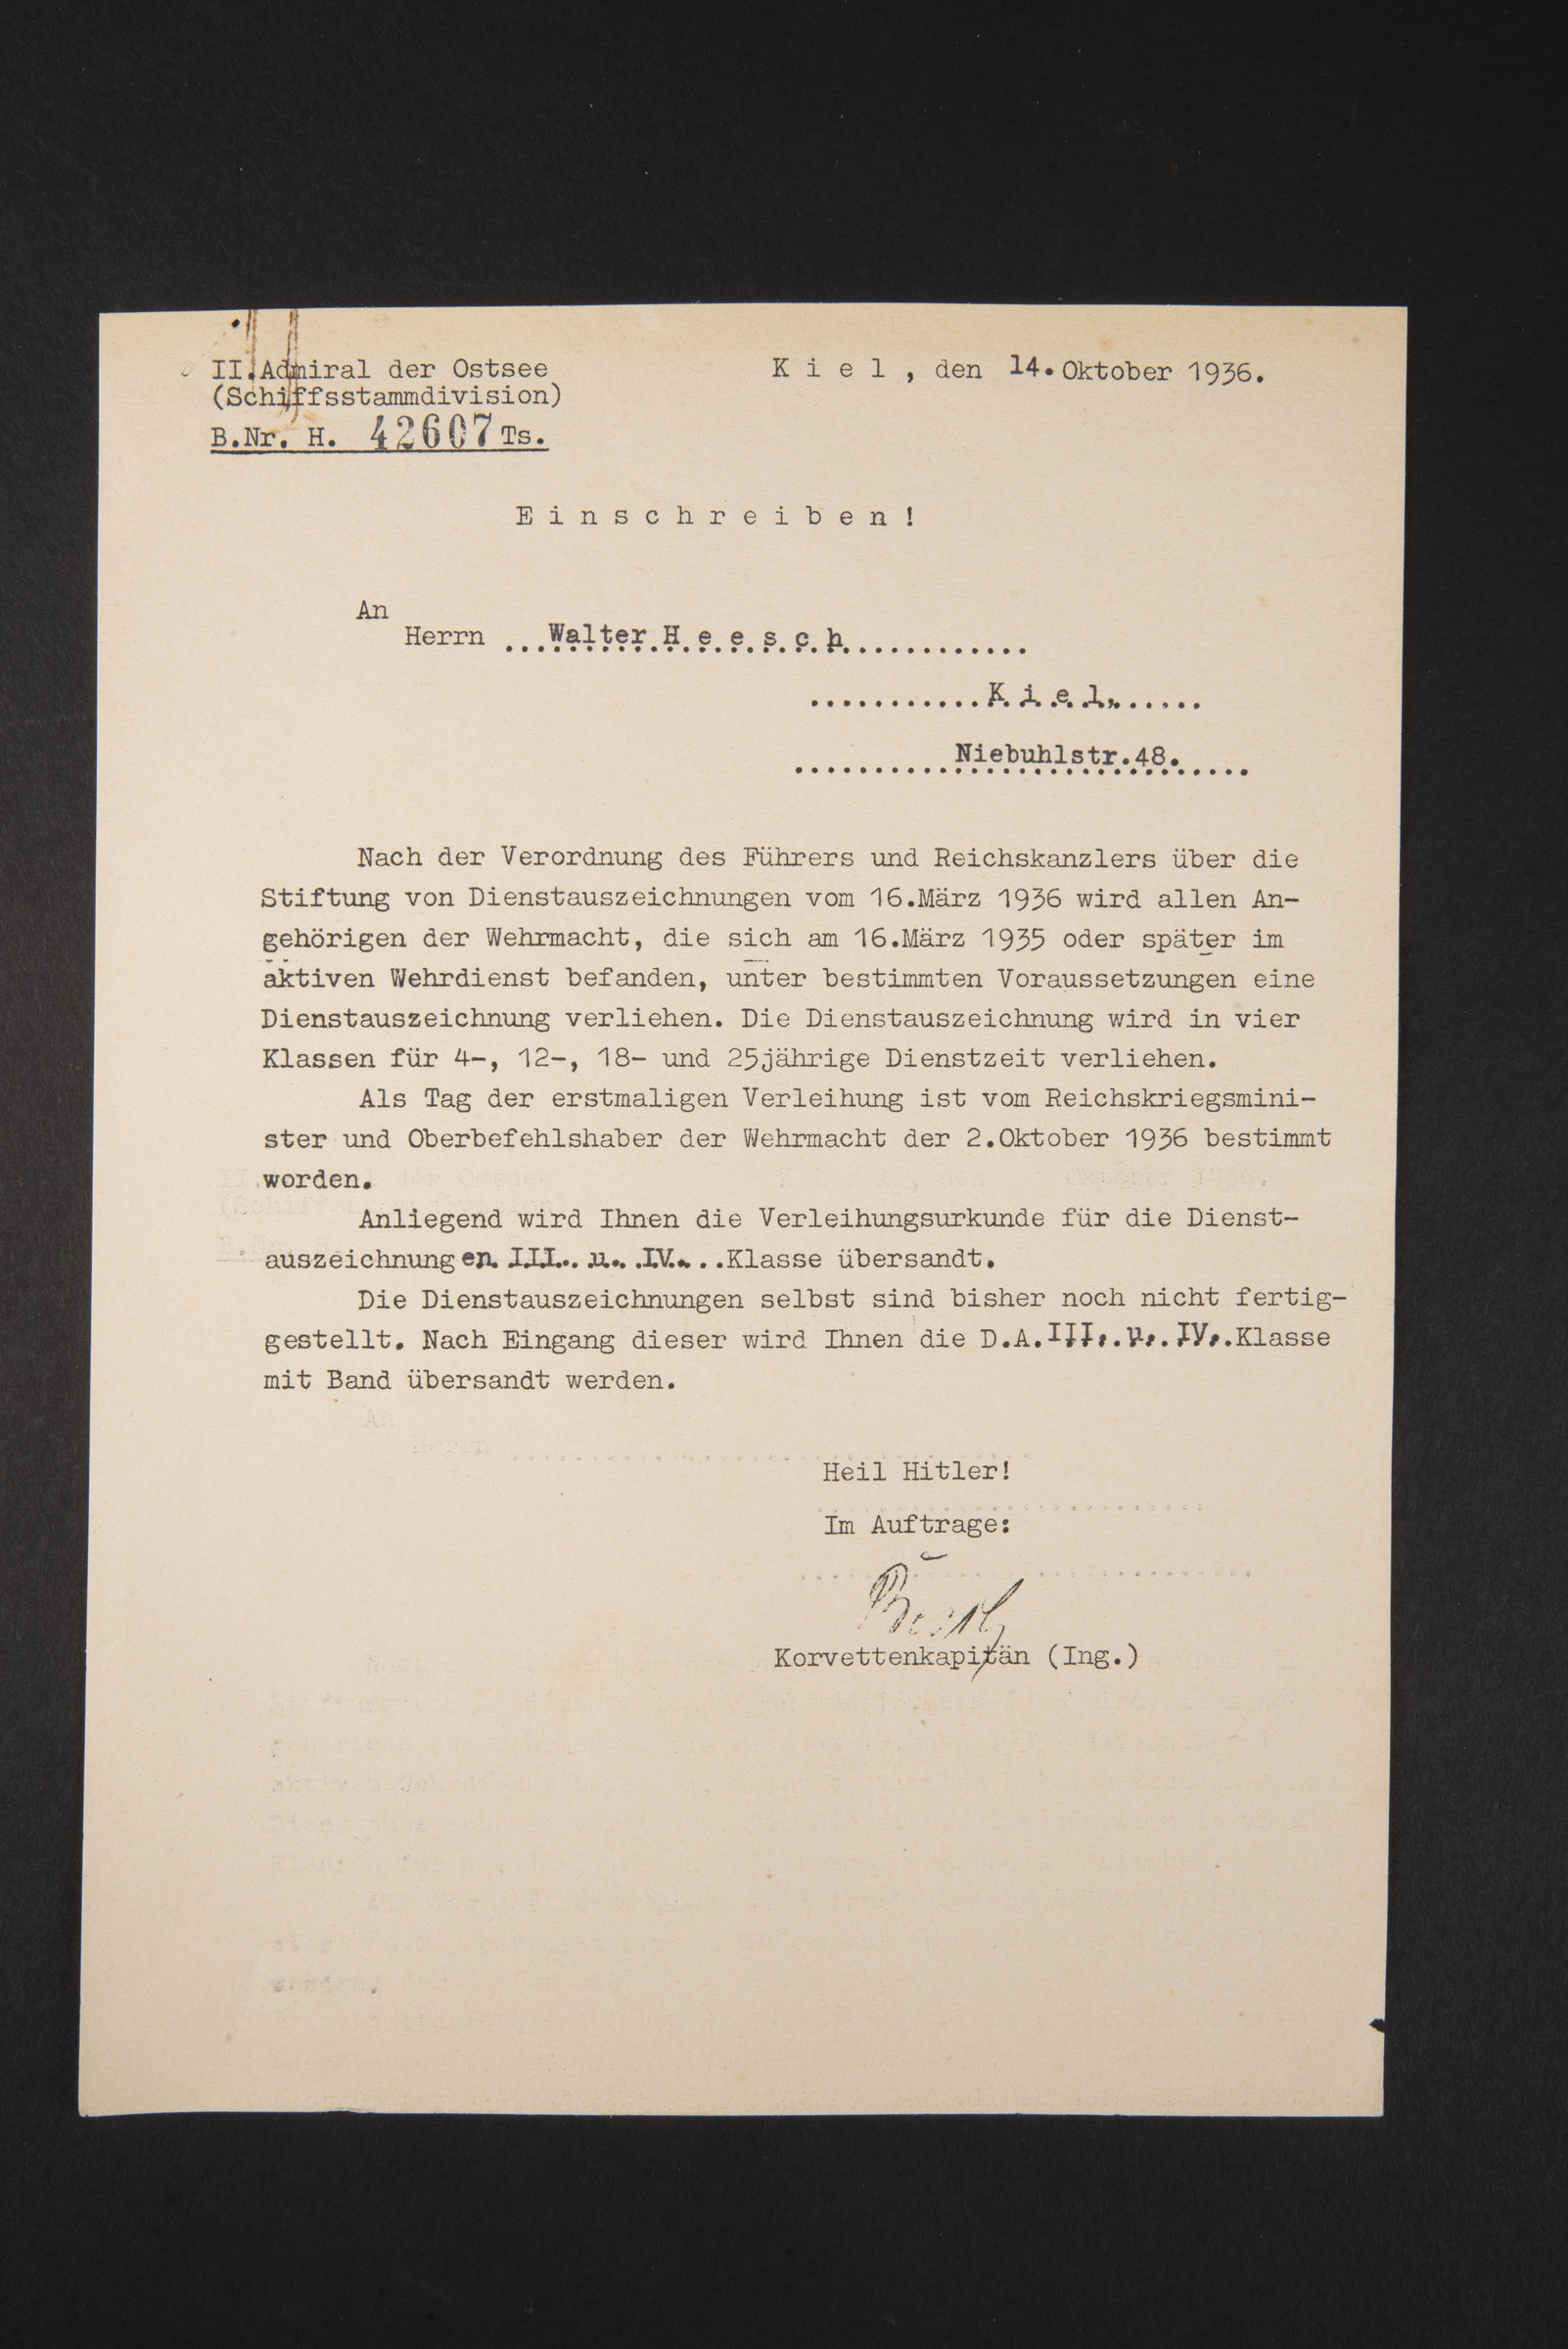 II.Admiral der Ostsee
(Schiffsstammdivision)
B.Nr. H. 42607 Ts.
K i e l , den 14. Oktober 1936.
E i n s c h r e i b e n !
An
Herrn ...Walter H e e s c h............
...........K i e l,......
..........Niebuhlstr.48.....
Nach der Verordnung des Führers und Reichskanzlers über die
Stiftung von Dienstauszeichnungen vom 16.März 1936 wird allen An-
gehörigen der Wehrmacht, die sich am 16.März 1935 oder später im
aktiven Wehrdienst befanden, unter bestimmten Voraussetzungen eine
Dienstauszeichnung verliehen. Die Dienstauszeichnung wird in vier
Klassen für 4-, 12-, 18- und 25jährige Dienstzeit verliehen.
Als Tag der erstmaligen Verleihung ist vom Reichskriegsmini-
ster und Oberbefehlshaber der Wehrmacht der 2.Oktober 1936 bestimmt
worden.
Anliegend wird Ihnen die Verleihungsurkunde für die Dienst-
auszeichnungen III. u. IV. ..Klasse übersandt.
Die Dienstauszeichnungen selbst sind bisher noch nicht fertig-
gestellt. Nach Eingang dieser wird Ihnen die D.A. III. u. IV. .Klasse
mit Band übersandt werden.
Heil Hitler!
Im Auftrage:
Korvettenkapitän (Ing.)